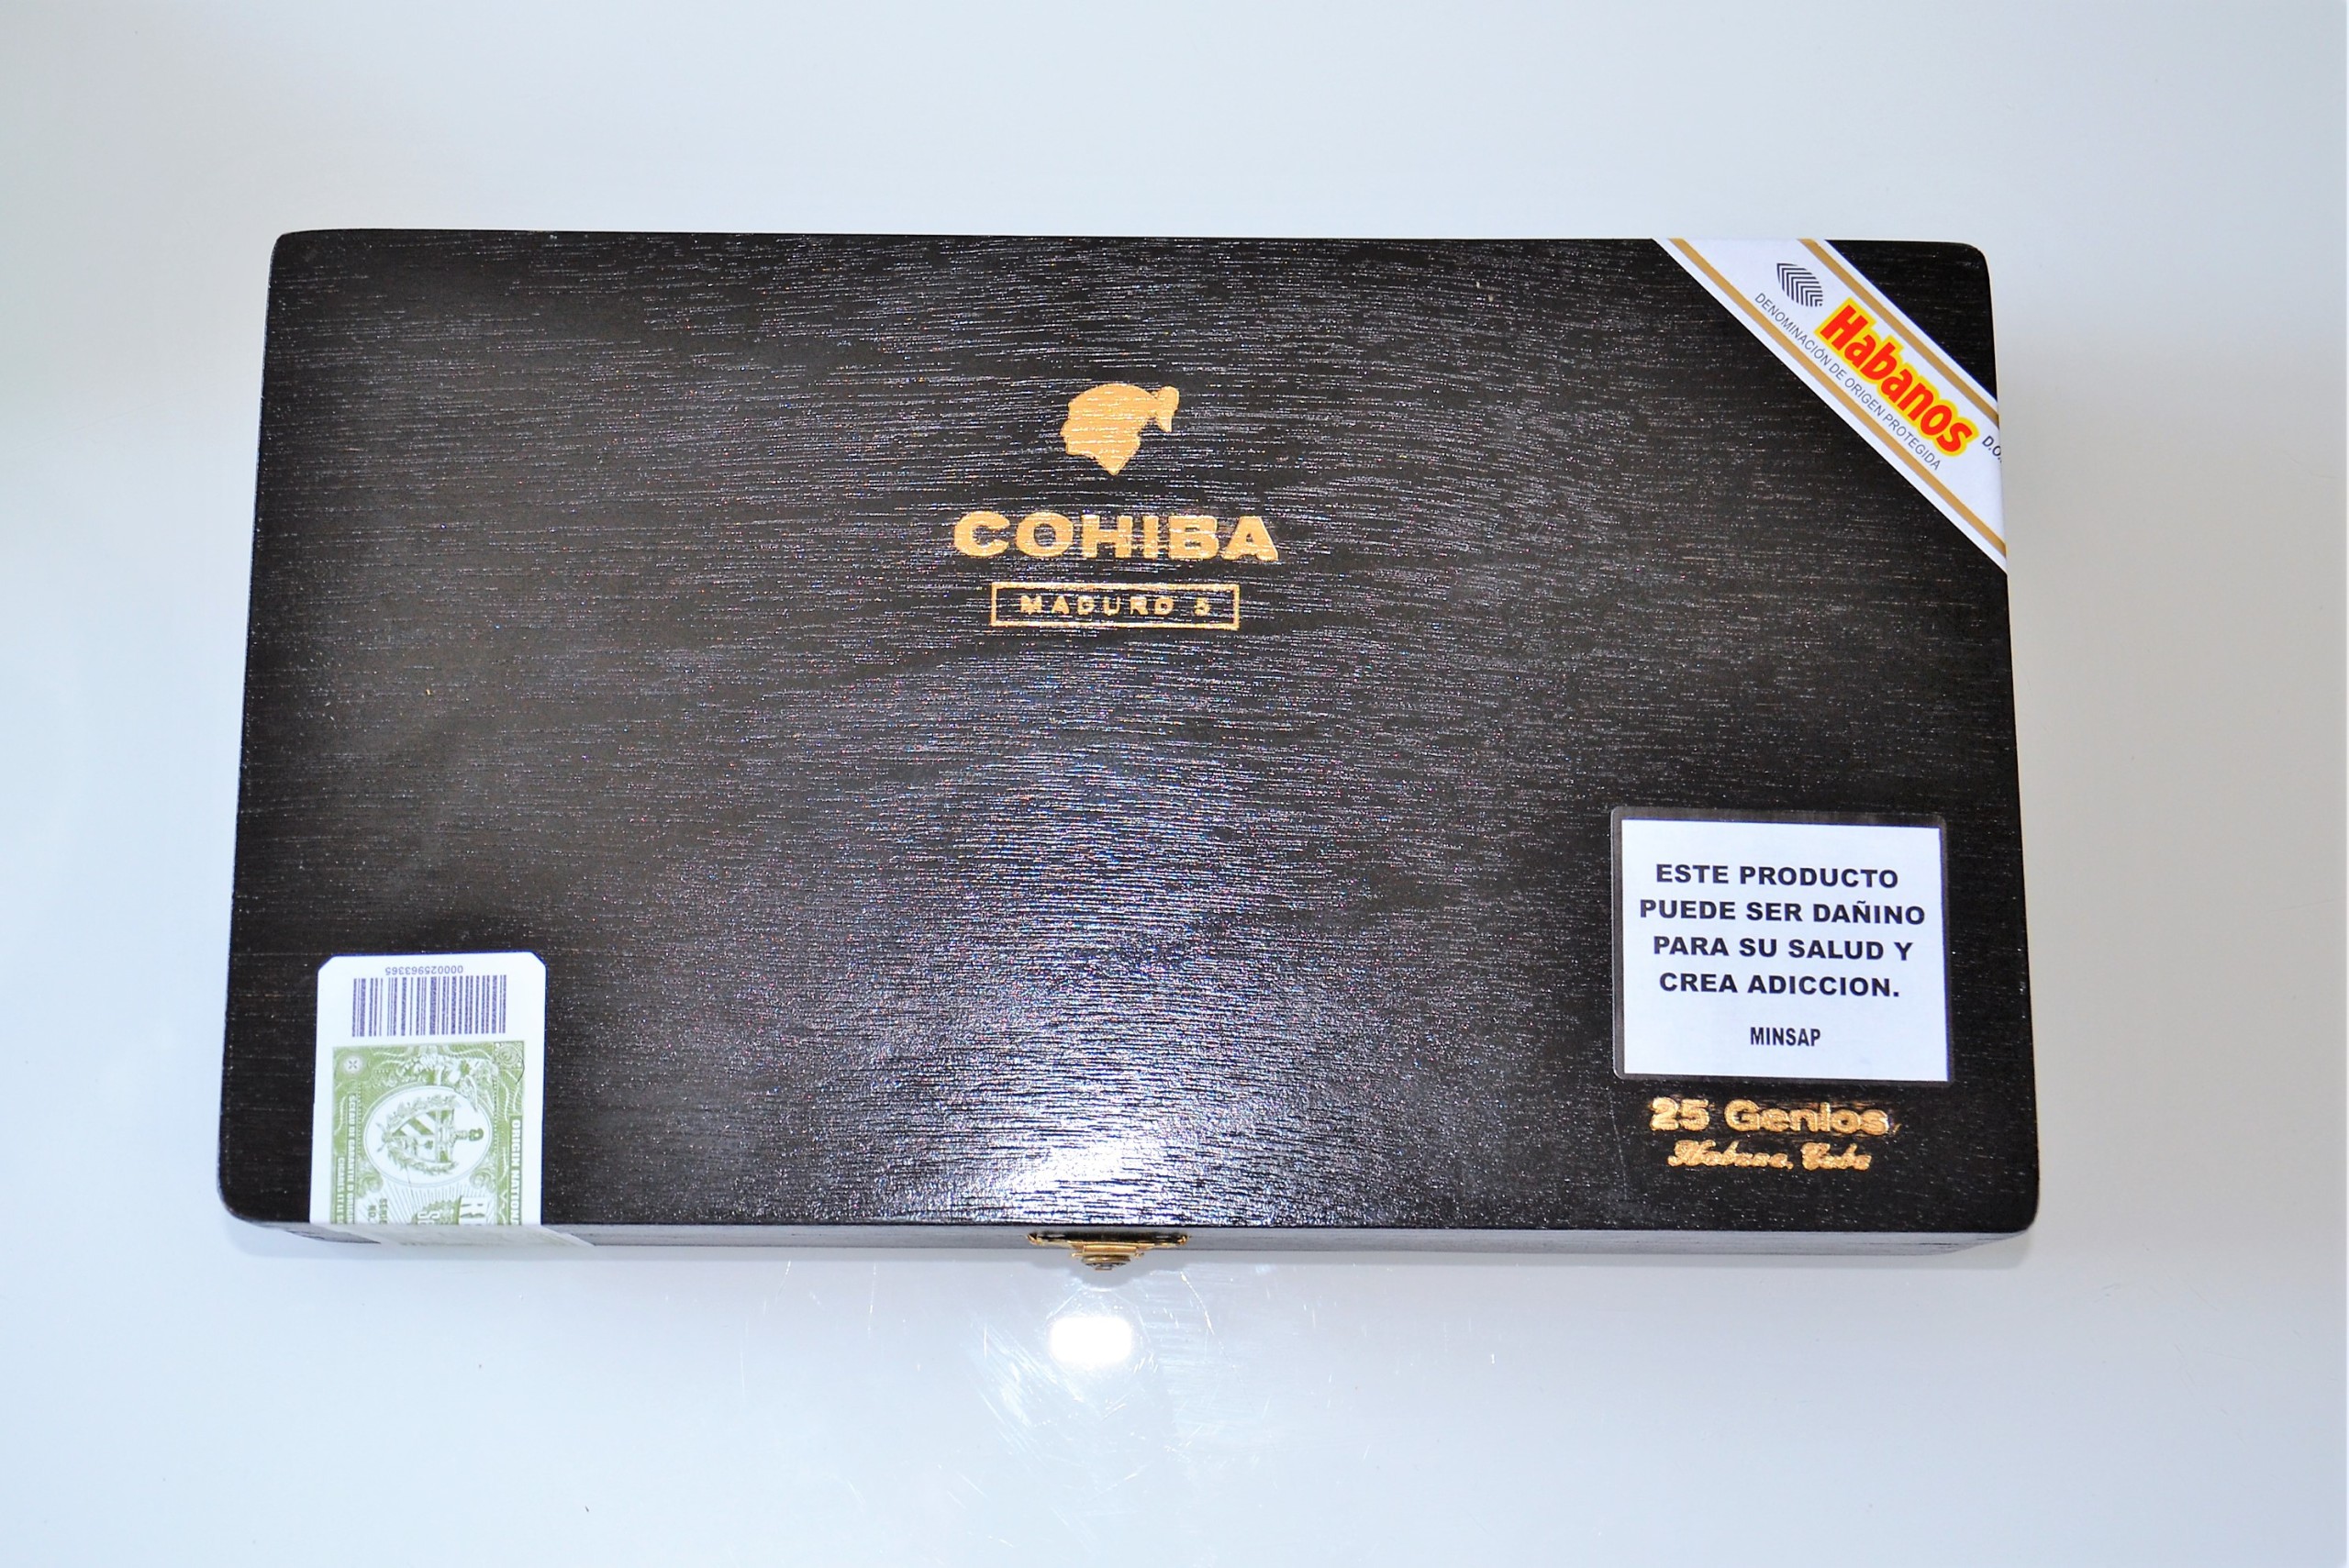 DENOMINACIÓN DE ORIGEN PROTEGIDA
Habanos
D.O.
COHIBA
MADURO 5
ESTE PRODUCTO
PUEDE SER DAÑINO
PARA SU SALUD Y
CREA ADICCION.
MINSAP
25 Genios
Habana, Cuba
000025963365